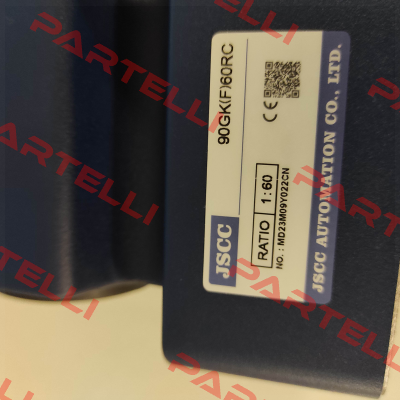 JSCC
90GK(F)60RC
RATIO 1:60
NO.: MD23M09Y022CN
CE
JSCC AUTOMATION CO., LTD.
PARTELLI
PARTELLI
PARTELLI
PARTELLI
PARTELLI